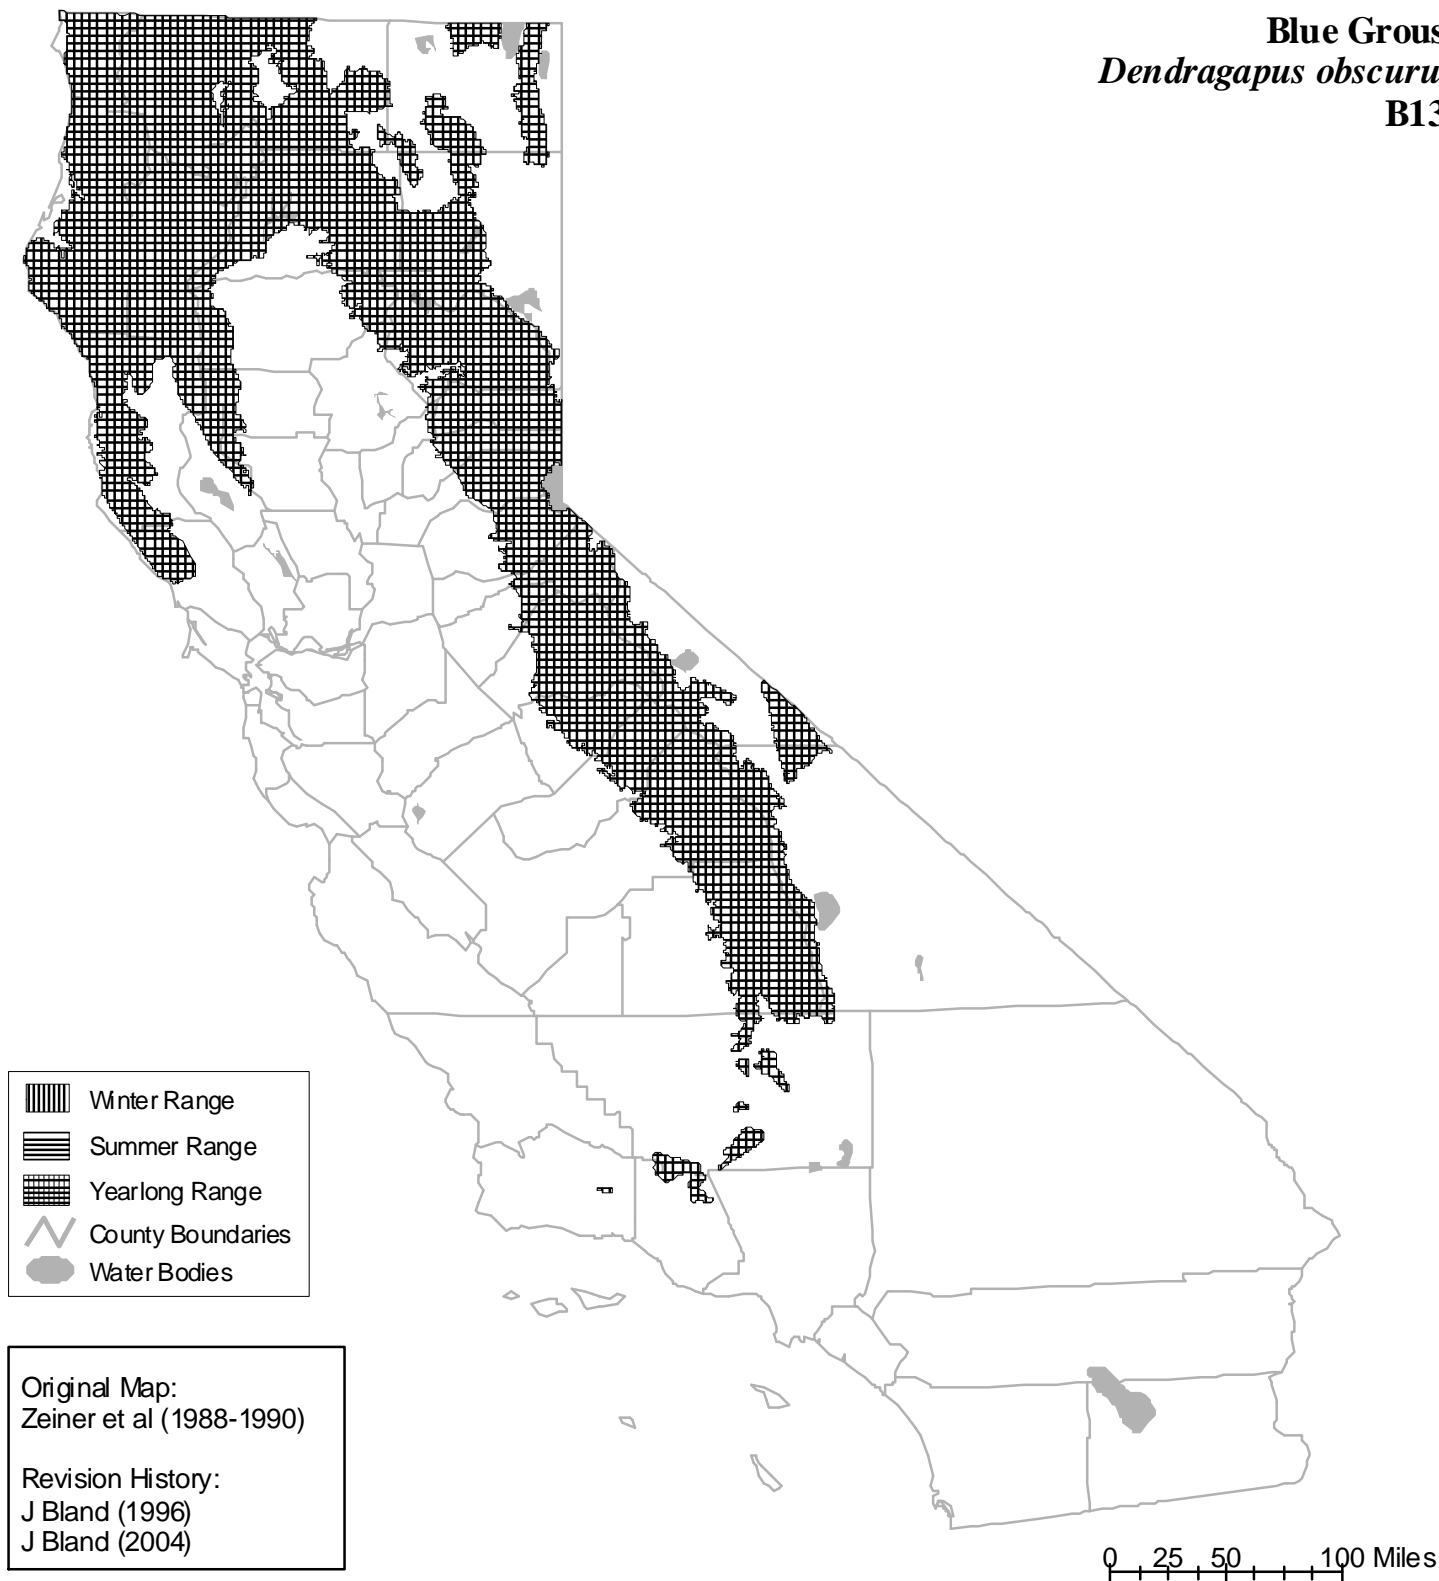 Blue Grous
Dendragapus obscuru
B13
Winter Range
Summer Range
Yearlong Range
County Boundaries
Water Bodies
Original Map:
Zeiner et al (1988-1990)
Revision History:
J Bland (1996)
J Bland (2004)
0 25 50 100 Miles